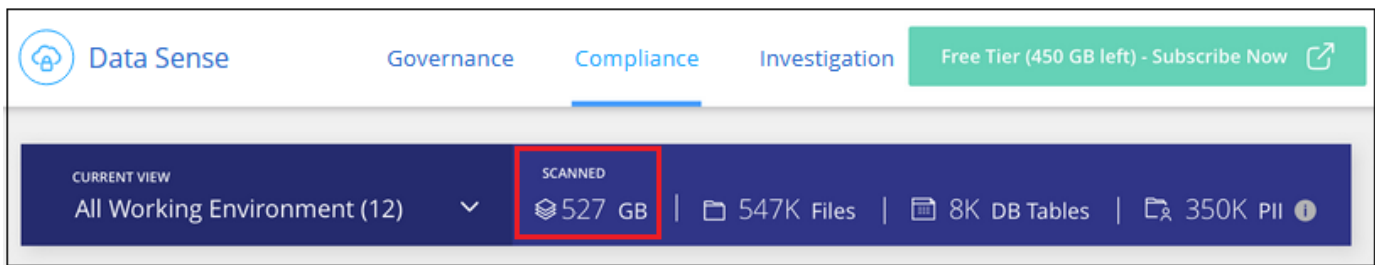 Data Sense Governance Compliance Investigation Free Tier (450 GB left) - Subscribe Now
CURRENT VIEW SCANNED
All Working Environment (12) 527 GB | 547K Files | 8K DB Tables | 350K PII